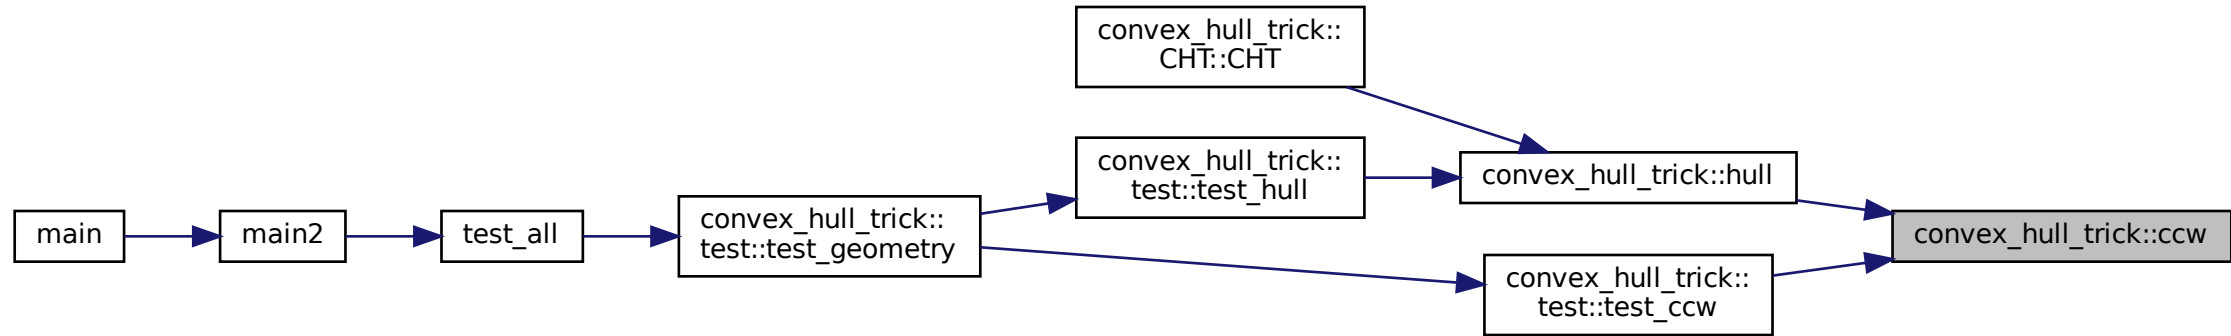 convex_hull_trick::
CHT::CHT
convex_hull_trick::
test::test_hull
convex_hull_trick::hull
main
main2
test_all
convex_hull_trick::
test::test_geometry
convex_hull_trick::ccw
convex_hull_trick::
test::test_ccw